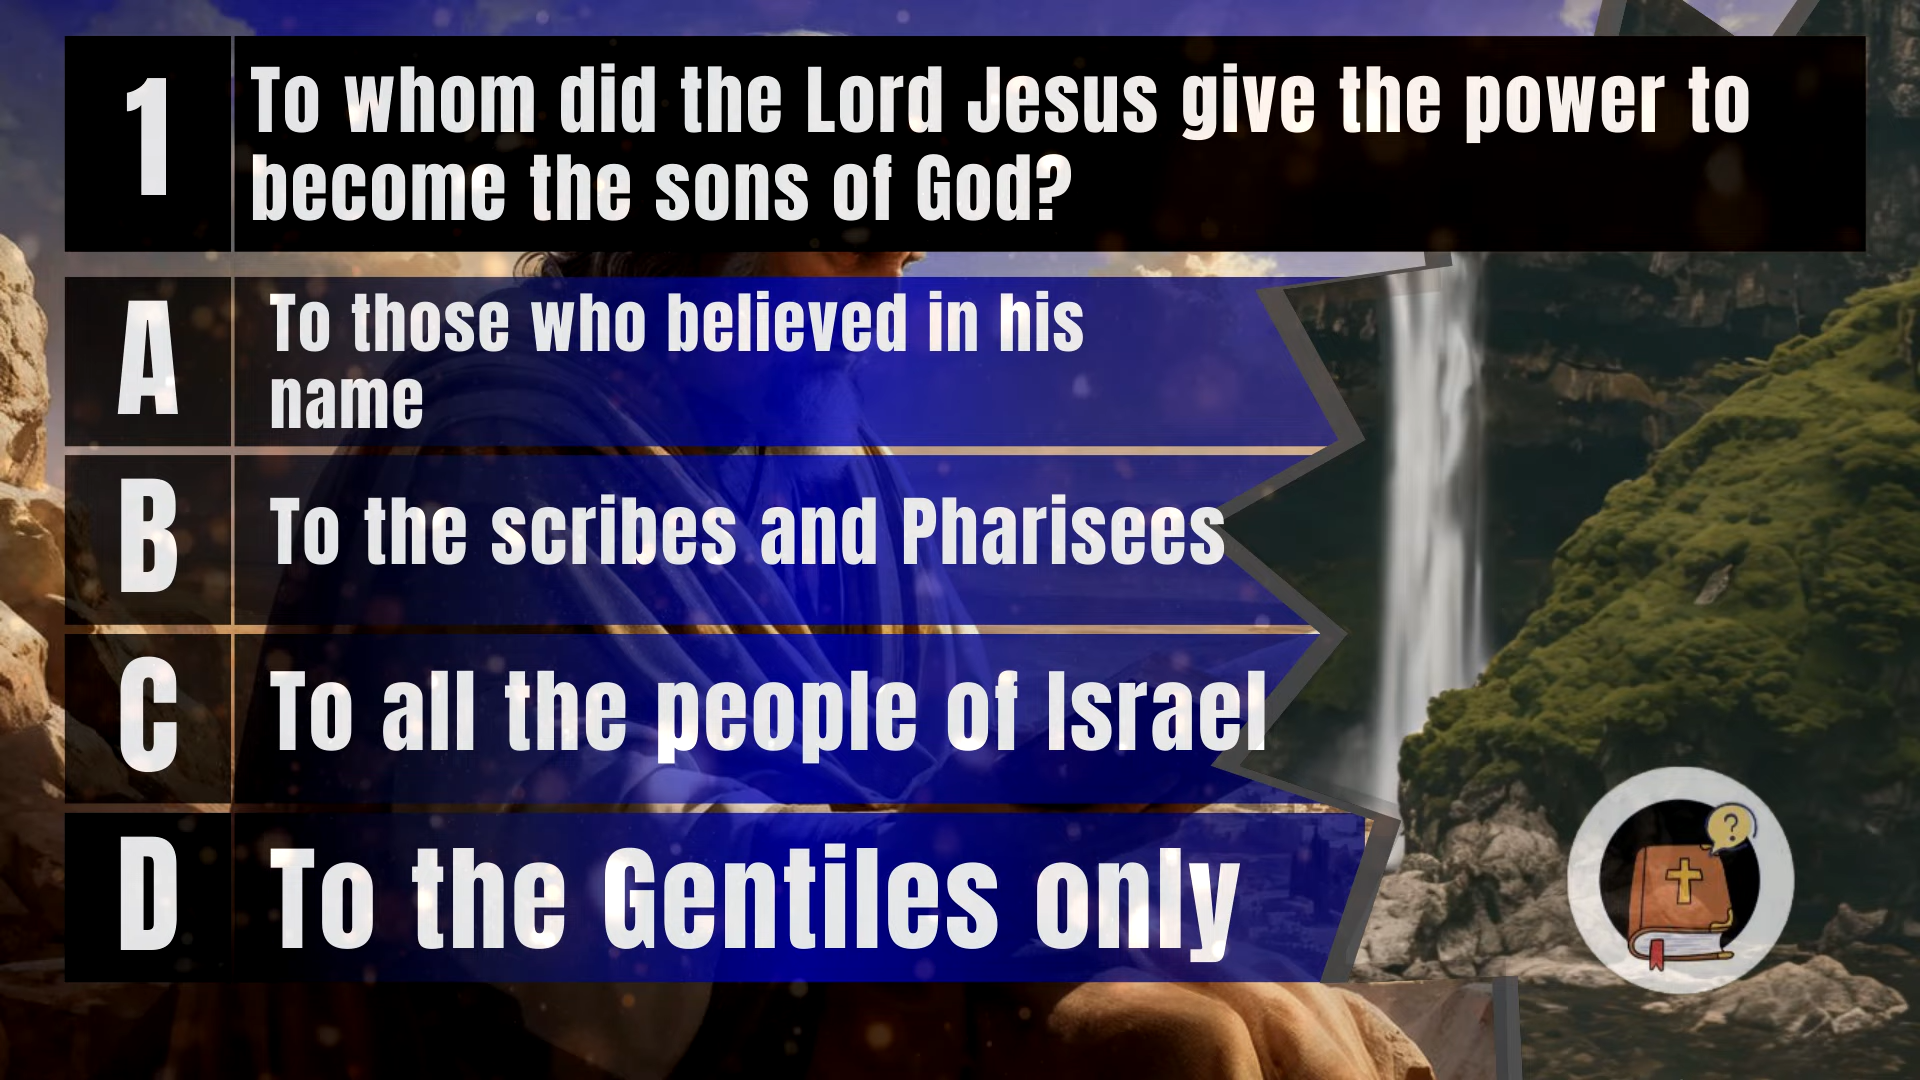 1
To whom did the Lord Jesus give the power to
become the sons of God?
A
To those who believed in his
name
B
To the scribes and Pharisees
C
To all the people of Israel
D
To the Gentiles only
?